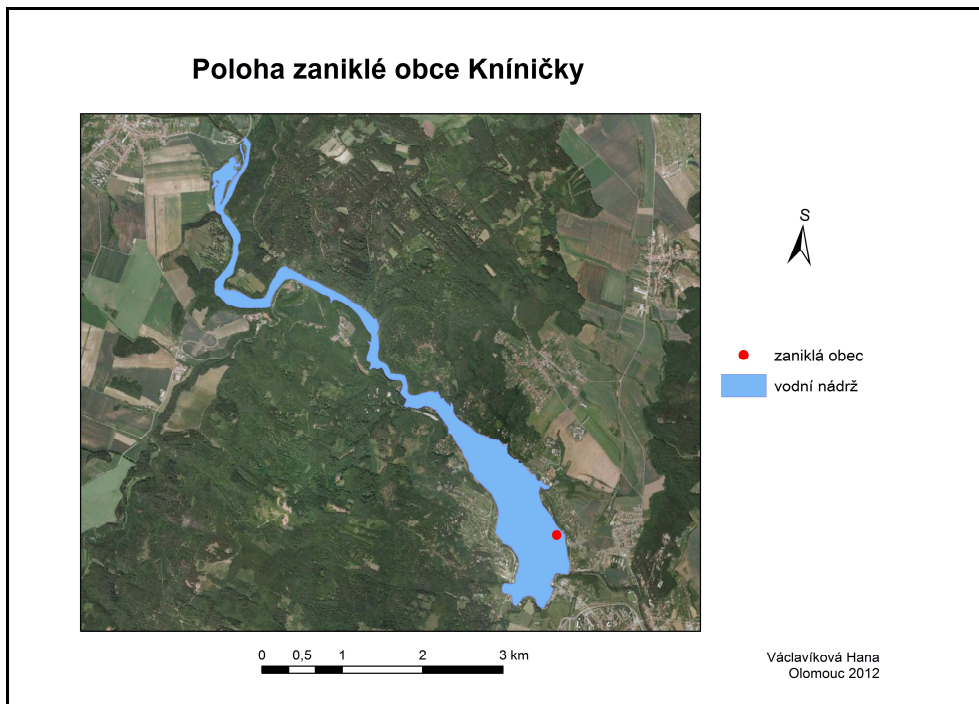 Poloha zaniklé obce Kníničky
S
zaniklá obec
vodní nádrž
0 0,5 1 2 3 km
Václavíková Hana
Olomouc 2012